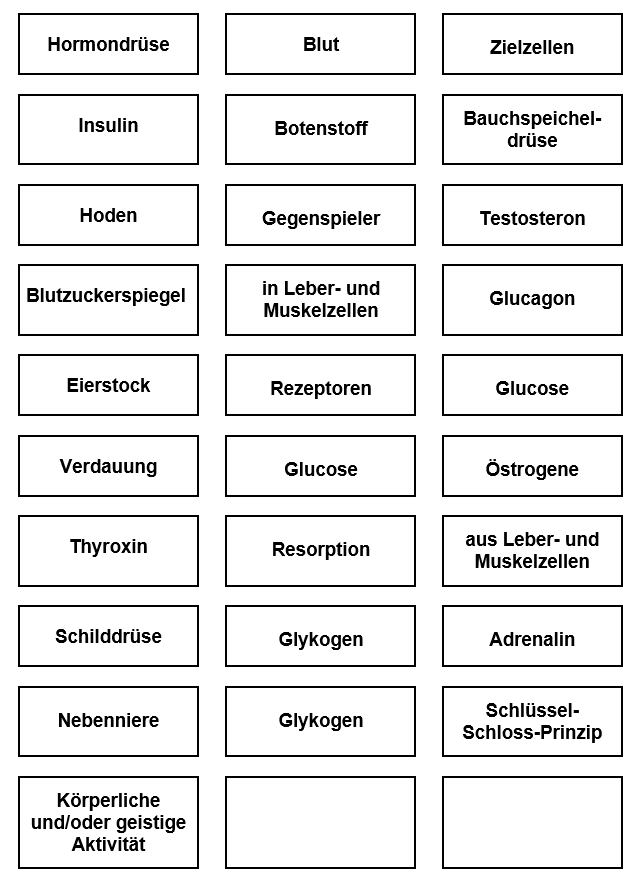 Hormondrüse
Blut
Zielzellen
Insulin
Botenstoff
Bauchspeichel-
drüse
Hoden
Gegenspieler
Testosteron
Blutzuckerspiegel
in Leber- und
Muskelzellen
Glucagon
Eierstock
Rezeptoren
Glucose
Verdauung
Glucose
Östrogene
Thyroxin
Resorption
aus Leber- und
Muskelzellen
Schilddrüse
Glykogen
Adrenalin
Nebenniere
Glykogen
Schlüssel-
Schloss-Prinzip
Körperliche
und/oder geistige
Aktivität